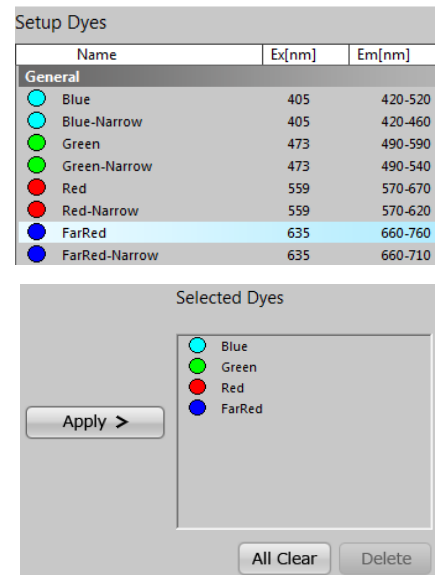 Setup Dyes
Name Ex[nm] Em[nm]
General
Blue 405 420-520
Blue-Narrow 405 420-460
Green 473 490-590
Green-Narrow 473 490-540
Red 559 570-670
Red-Narrow 559 570-620
FarRed 635 660-760
FarRed-Narrow 635 660-710
Selected Dyes
Blue
Green
Red
FarRed
Apply >
All Clear Delete